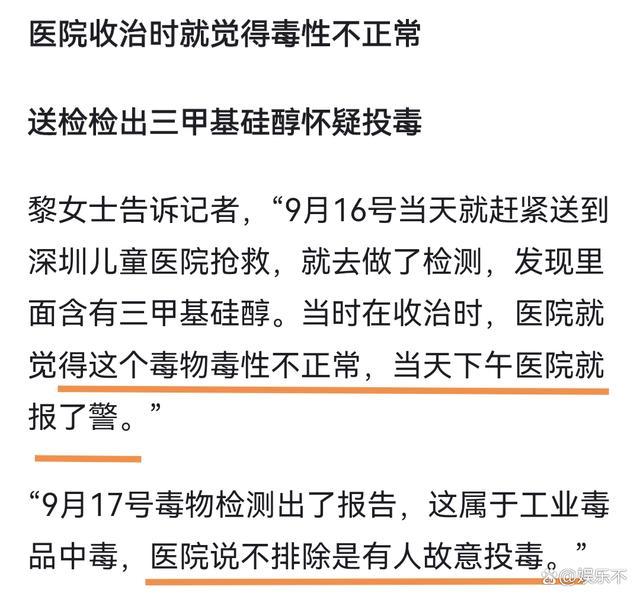 医院收治时就觉得毒性不正常
送检检出三甲基硅醇怀疑投毒
黎女士告诉记者，“9月16号当天就赶紧送到
深圳儿童医院抢救，就去做了检测，发现里
面含有三甲基硅醇。当时在收治时，医院就
觉得这个毒物毒性不正常，当天下午医院就
报了警。”
“9月17号毒物检测出了报告，这属于工业毒
品中毒，医院说不排除是有人故意投毒。”
@娱乐不